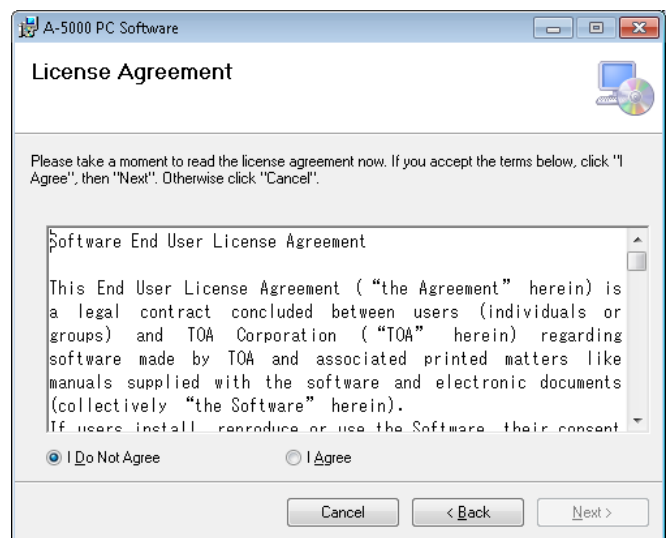 A-5000 PC Software
License Agreement
Please take a moment to read the license agreement now. If you accept the terms below, click "I
Agree", then "Next". Otherwise click "Cancel".
Software End User License Agreement
This End User License Agreement ( “the Agreement” herein) is
a legal contract concluded between users (individuals or
groups) and TOA Corporation ( “TOA” herein) regarding
software made by TOA and associated printed matters like
manuals supplied with the software and electronic documents
(collectively “the Software” herein).
If users install, reproduce or use the Software, their consent
I Do Not Agree
I Agree
Cancel
< Back
Next >